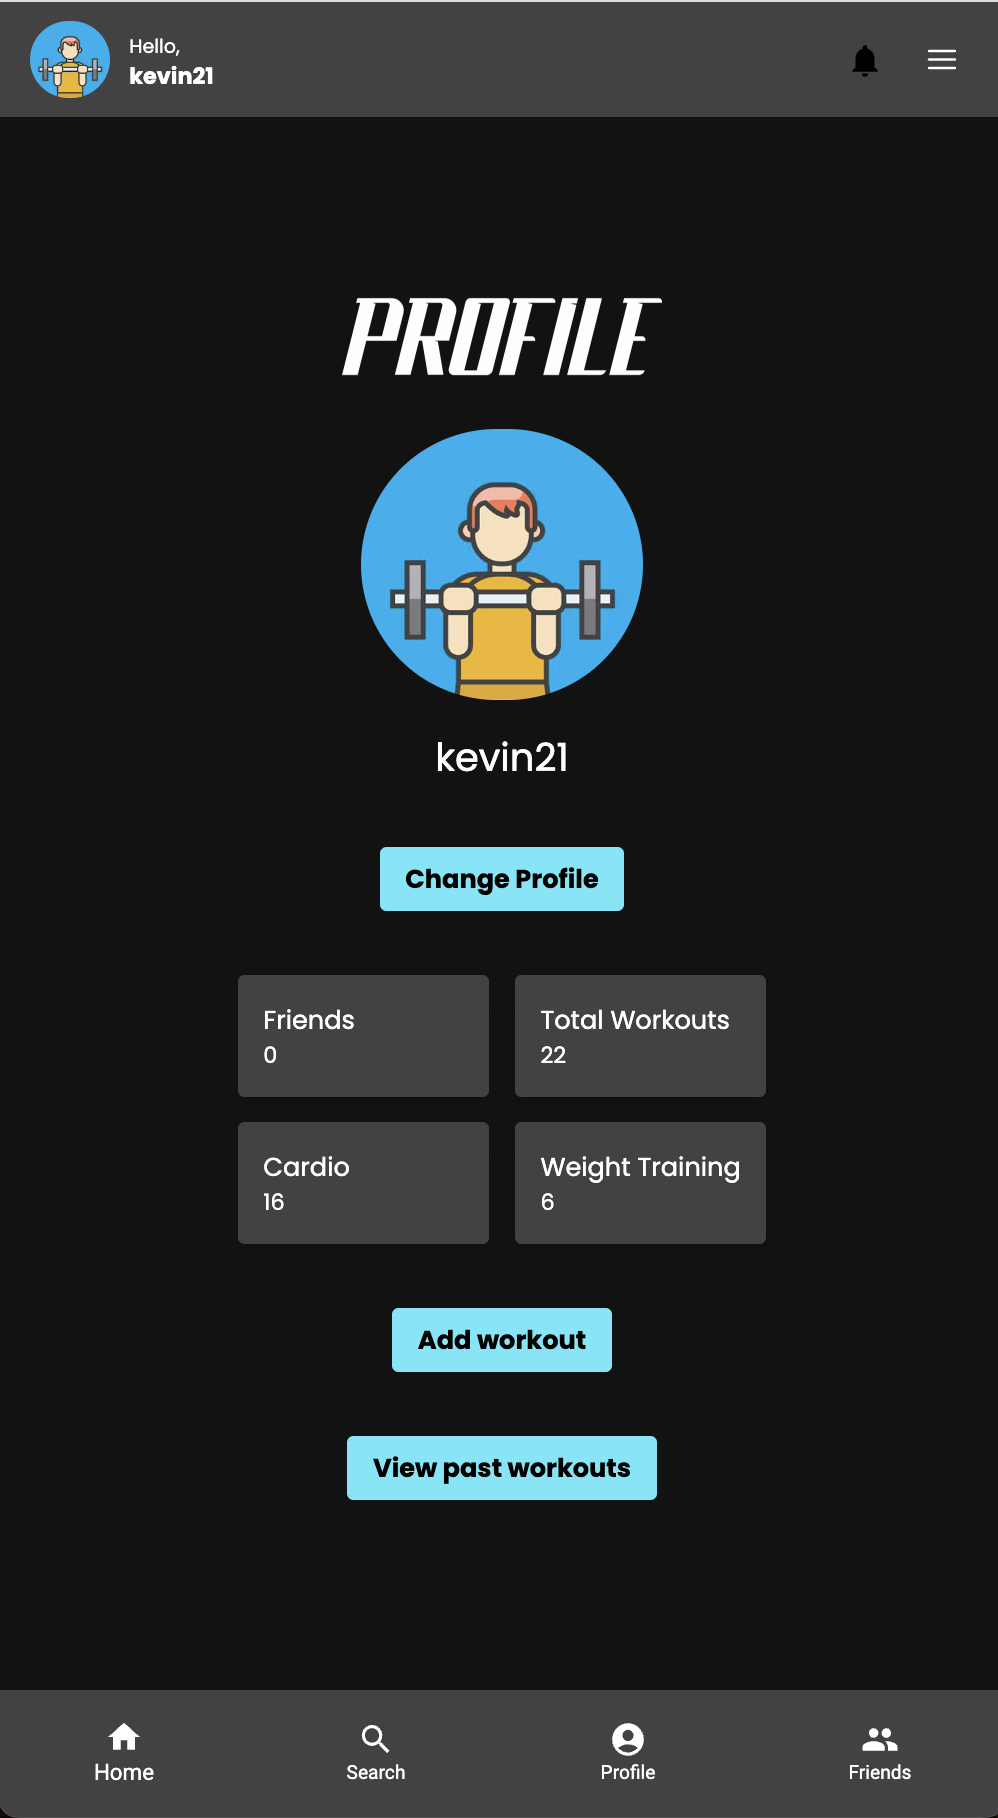 Hello,
kevin21
PROFILE
kevin21
Change Profile
Friends
0
Total Workouts
22
Cardio
16
Weight Training
6
Add workout
View past workouts
Home
Search
Profile
Friends